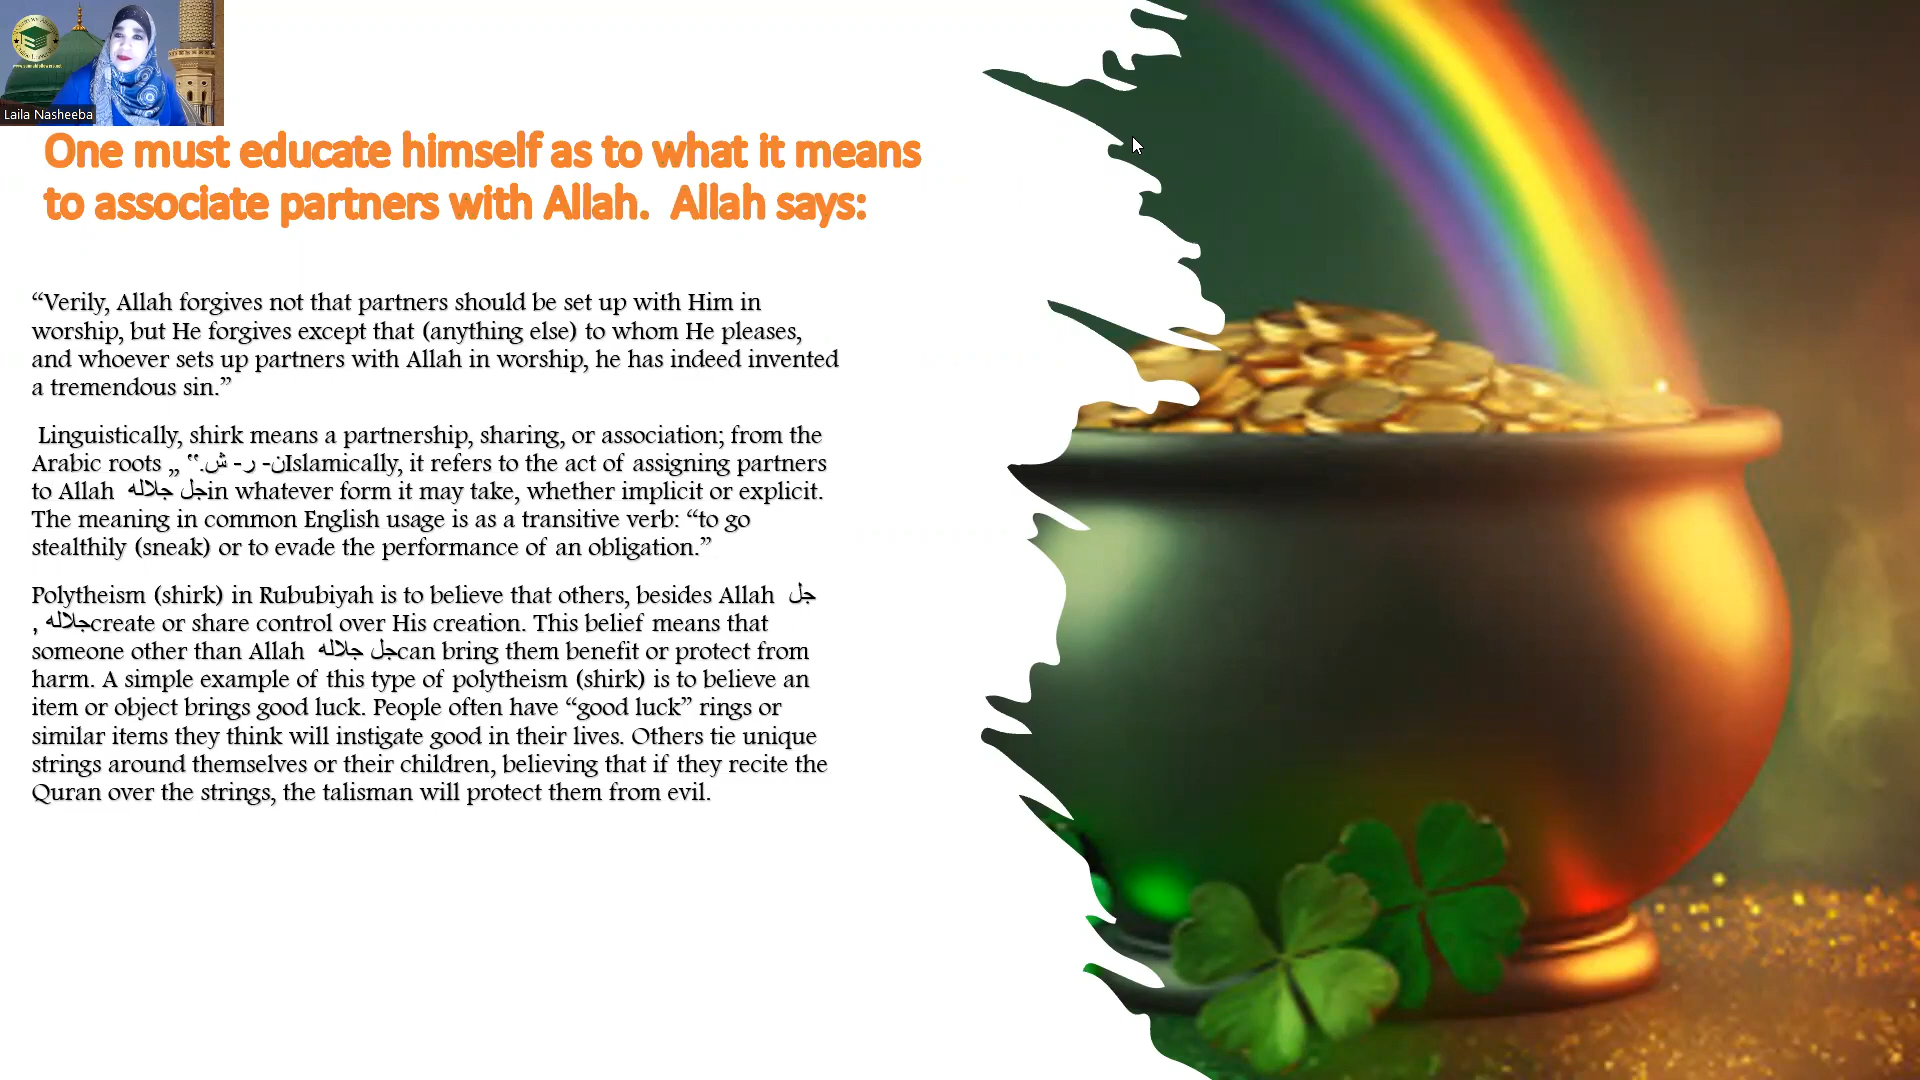 Laila Nasheeba
One must educate himself as to what it means
to associate partners with Allah. Allah says:
“Verily, Allah forgives not that partners should be set up with Him in
worship, but He forgives except that (anything else) to whom He pleases,
and whoever sets up partners with Allah in worship, he has indeed invented
a tremendous sin.”
Linguistically, shirk means a partnership, sharing, or association; from the
Arabic roots „ ‟.ش -ر -نIslamically, it refers to the act of assigning partners
to Allah جل جلالهin whatever form it may take, whether implicit or explicit.
The meaning in common English usage is as a transitive verb: “to go
stealthily (sneak) or to evade the performance of an obligation.”
Polytheism (shirk) in Rububiyah is to believe that others, besides Allah جل
, جلالهcreate or share control over His creation. This belief means that
someone other than Allah جل جلالهcan bring them benefit or protect from
harm. A simple example of this type of polytheism (shirk) is to believe an
item or object brings good luck. People often have “good luck” rings or
similar items they think will instigate good in their lives. Others tie unique
strings around themselves or their children, believing that if they recite the
Quran over the strings, the talisman will protect them from evil.